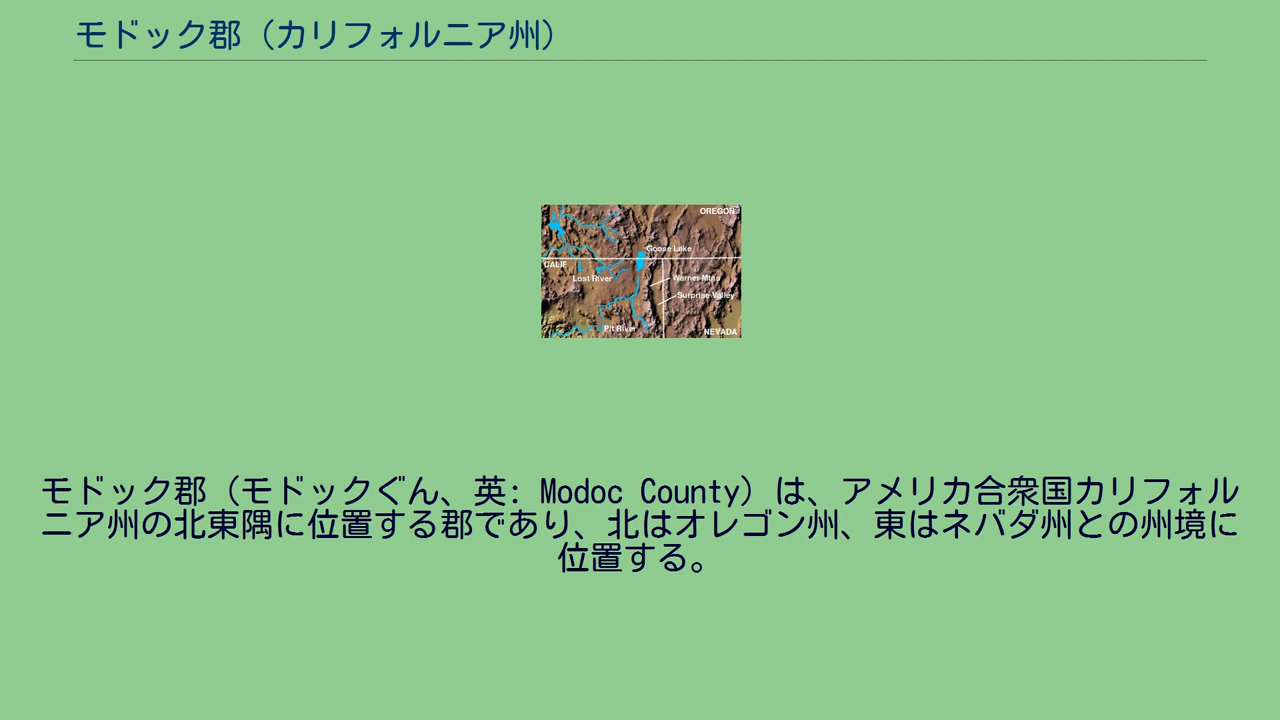 モドック郡（カリフォルニア州）
OREGON
Goose Lake
CALIF
Lost River
Warner Mtns
Surprise Valley
Pit River
NEVADA
モドック郡（モドックぐん、英: Modoc County）は、アメリカ合衆国カリフォル
ニア州の北東隅に位置する郡であり、北はオレゴン州、東はネバダ州との州境に
位置する。